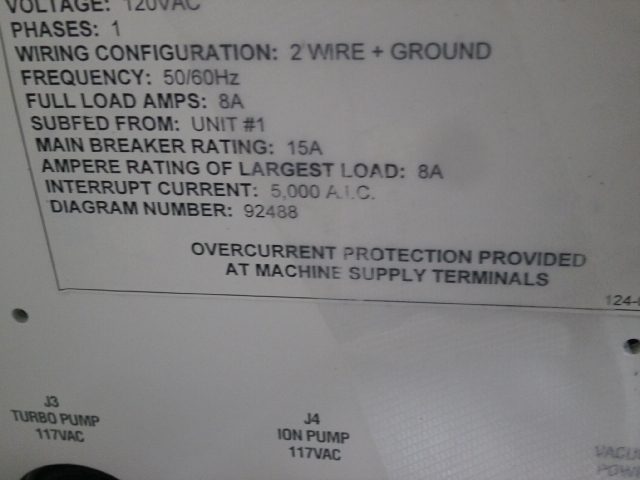 VOLTAGE: 120VAC
PHASES: 1
WIRING CONFIGURATION: 2 WIRE + GROUND
FREQUENCY: 50/60Hz
FULL LOAD AMPS: 8A
SUBFED FROM: UNIT #1
MAIN BREAKER RATING: 15A
AMPERE RATING OF LARGEST LOAD: 8A
INTERRUPT CURRENT: 5,000 A.I.C.
DIAGRAM NUMBER: 92488
OVERCURRENT PROTECTION PROVIDED
AT MACHINE SUPPLY TERMINALS
124-
J3
TURBO PUMP
117VAC
J4
ION PUMP
117VAC